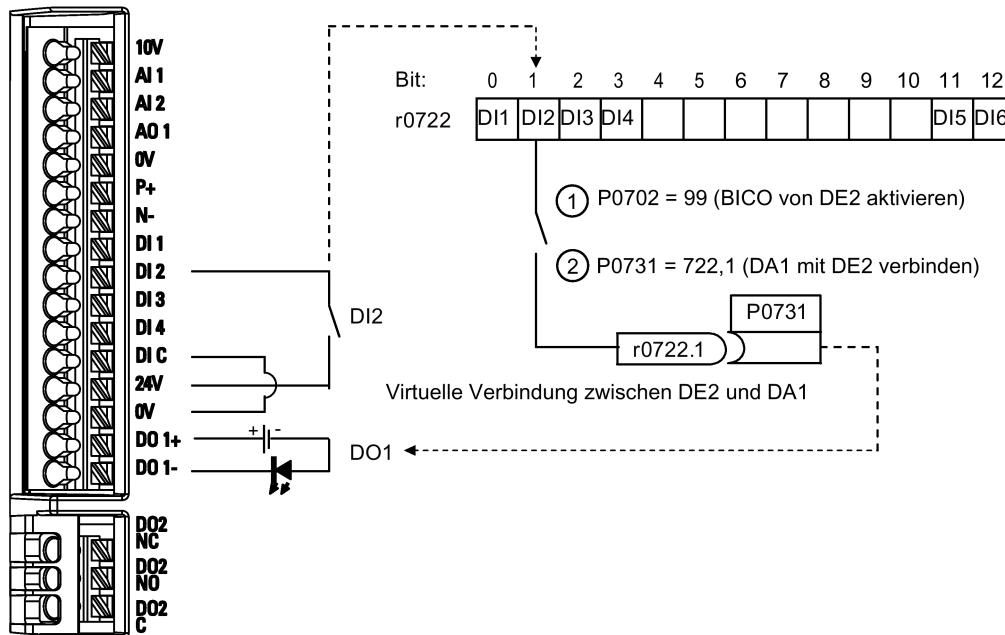 10V
AI 1
AI 2
AO 1
0V
P+
N-
DI 1
DI 2
DI 3
DI 4
DI C
24V
0V
DO 1+
DO 1-
DO2
NC
DO2
NO
DO2
C
DI2
+ -
DO1
Bit: 0 1 2 3 4 5 6 7 8 9 10 11 12
r0722 DI1 DI2 DI3 DI4 DI5 DI6
1 P0702 = 99 (BICO von DE2 aktivieren)
2 P0731 = 722,1 (DA1 mit DE2 verbinden)
P0731
r0722.1
Virtuelle Verbindung zwischen DE2 und DA1